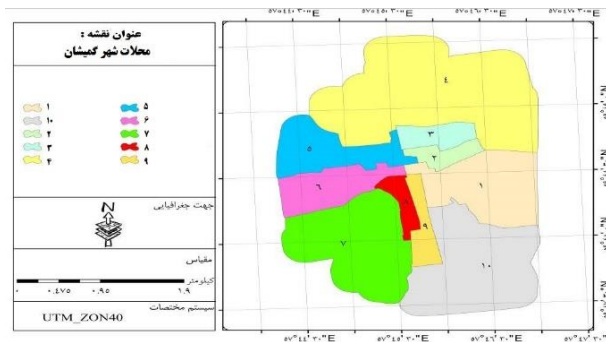 عنوان نقشه :
محلات شهر گمیشان
۱
۱۰
۲
۳
۴
۵
۶
۷
۸
۹
جهت جغرافیایی
N
مقیاس
کیلومتر
۰ ۰.۴۷۵ ۰.۹۵ ۱.۹
سیستم مختصات
UTM_ZON40
۴
۳
۲
۵
۶
۱
۹
۷
۱۰